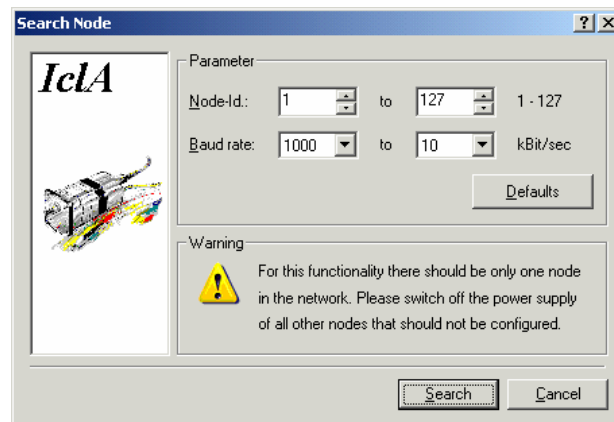 Search Node
IclA
Parameter
Node-Id.: 1 to 127 1 - 127
Baud rate: 1000 to 10 kBit/sec
Defaults
Warning
For this functionality there should be only one node
in the network. Please switch off the power supply
of all other nodes that should not be configured.
Search Cancel